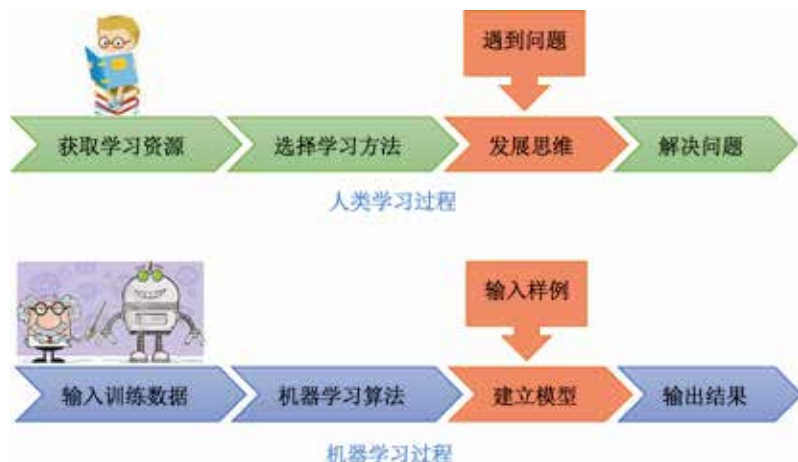 遇到问题
获取学习资源
选择学习方法
发展思维
解决问题
人类学习过程
输入样例
输入训练数据
机器学习算法
建立模型
输出结果
机器学习过程